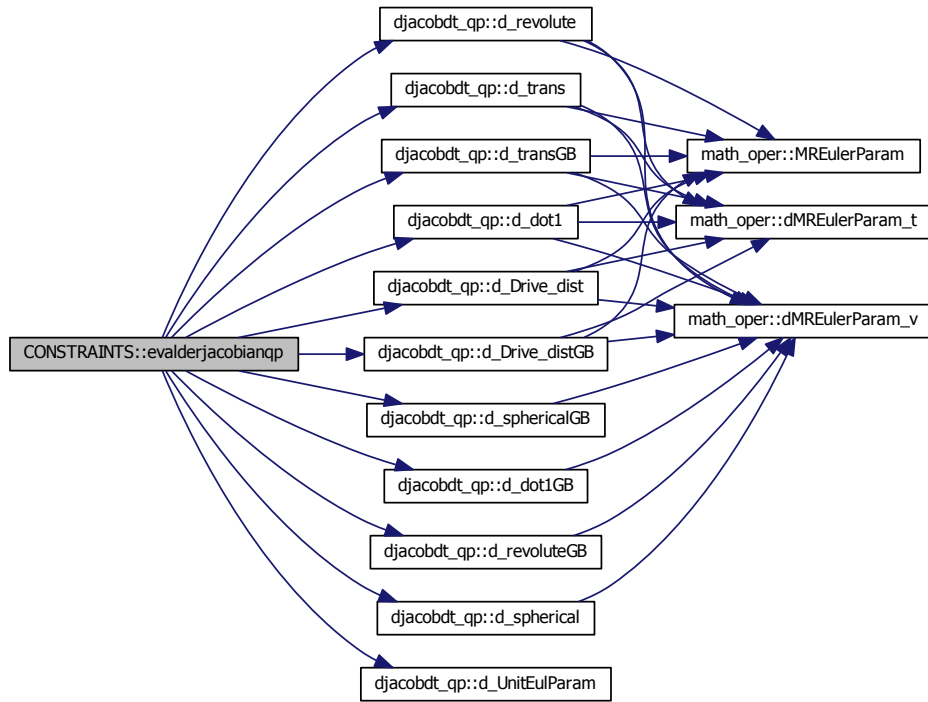 CONSTRAINTS::evalderjacobianqp
djacobdt_qp::d_revolute
djacobdt_qp::d_trans
djacobdt_qp::d_transGB
djacobdt_qp::d_dot1
djacobdt_qp::d_Drive_dist
djacobdt_qp::d_Drive_distGB
djacobdt_qp::d_sphericalGB
djacobdt_qp::d_dot1GB
djacobdt_qp::d_revoluteGB
djacobdt_qp::d_spherical
djacobdt_qp::d_UnitEulParam
math_oper::MREulerParam
math_oper::dMREulerParam_t
math_oper::dMREulerParam_v